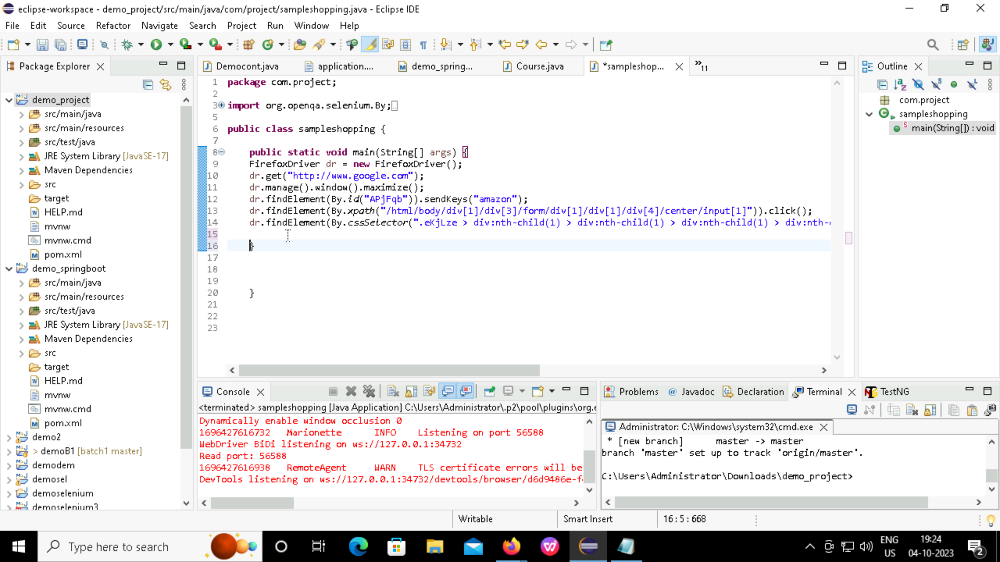 eclipse-workspace - demo_project/src/main/java/com/project/sampleshopping.java - Eclipse IDE
File Edit Source Refactor Navigate Search Project Run Window Help
Package Explorer
demo_project
src/main/java
src/main/resources
src/test/java
JRE System Library [JavaSE-17]
Maven Dependencies
src
target
HELP.md
mvnw
mvnw.cmd
pom.xml
demo_springboot
src/main/java
src/main/resources
src/test/java
JRE System Library [JavaSE-17]
Maven Dependencies
src
target
HELP.md
mvnw
mvnw.cmd
pom.xml
demo2
> demoB1 [batch1 master]
demodem
demosel
demoselenium
demoselenium3
Democont.java application.... demo_spring... Course.java *sampleshop... »11
1 package com.project;
2
3 import org.openqa.selenium.By;
5
6 public class sampleshopping {
7
8 public static void main(String[] args) {
9 FirefoxDriver dr = new FirefoxDriver();
10 dr.get("http://www.google.com");
11 dr.manage().window().maximize();
12 dr.findElement(By.id("APjFqb")).sendKeys("amazon");
13 dr.findElement(By.xpath("/html/body/div[1]/div[3]/form/div[1]/div[1]/div[4]/center/input[1]")).click();
14 dr.findElement(By.cssSelector(".eKjLze > div:nth-child(1) > div:nth-child(1) > div:nth-child(1) > div:nth-
15
16 }
17
18
19
20 }
21
22
23
Outline
com.project
sampleshopping
main(String[]) : void
Console
<terminated> sampleshopping [Java Application] C:\Users\Administrator\.p2\pool\plugins\org.e
Dynamically enable window occlusion 0
1696427616732 Marionette INFO Listening on port 56588
WebDriver BiDi listening on ws://127.0.0.1:34732
Read port: 56588
1696427616938 RemoteAgent WARN TLS certificate errors will be
DevTools listening on ws://127.0.0.1:34732/devtools/browser/d6d9486e-f
Problems @ Javadoc Declaration Terminal TestNG
Administrator: C:\Windows\system32\cmd.exe
* [new branch] master -> master
branch 'master' set up to track 'origin/master'.
C:\Users\Administrator\Downloads\demo_project>
Writable Smart Insert 16 : 5 : 668
Type here to search
ENG
US
19:24
04-10-2023
2